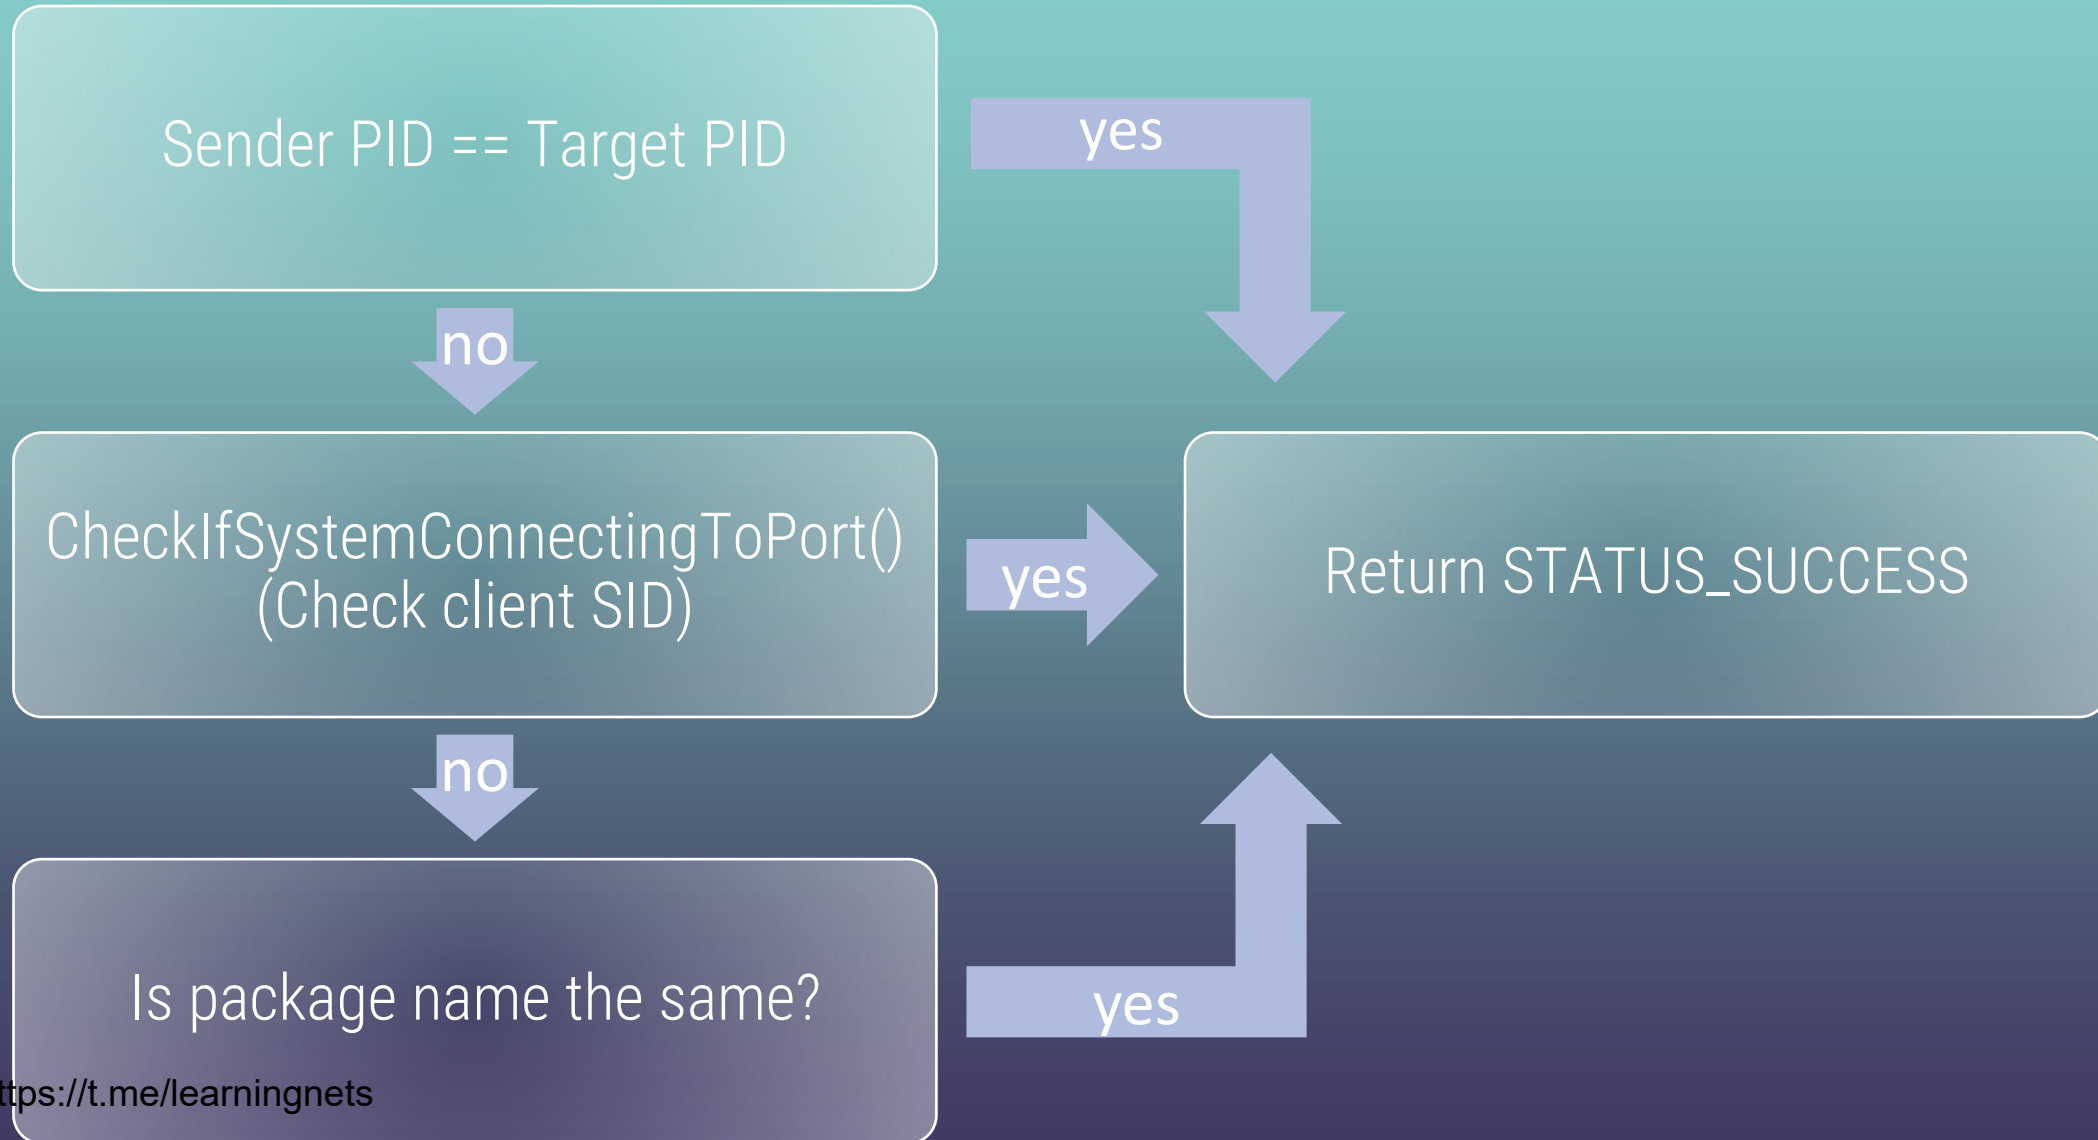 Sender PID == Target PID
yes
no
CheckIfSystemConnectingToPort()
(Check client SID)
yes
Return STATUS_SUCCESS
no
Is package name the same?
yes
ttps://t.me/learningnets